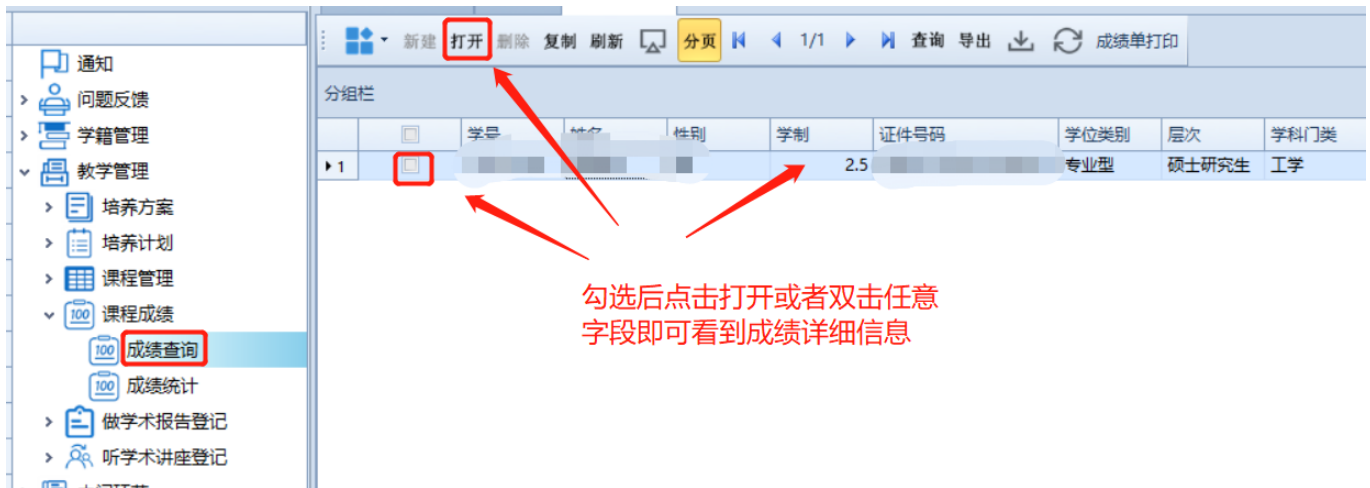 新建 打开 删除 复制 刷新 分页 1/1 查询 导出 成绩单打印
通知
问题反馈
学籍管理
教学管理
培养方案
培养计划
课程管理
课程成绩
100 成绩查询
100 成绩统计
做学术报告登记
听学术讲座登记
分组栏
学号 姓名 性别 学制 证件号码 学位类别 层次 学科门类
1 2.5 专业型 硕士研究生 工学
勾选后点击打开或者双击任意
字段即可看到成绩详细信息